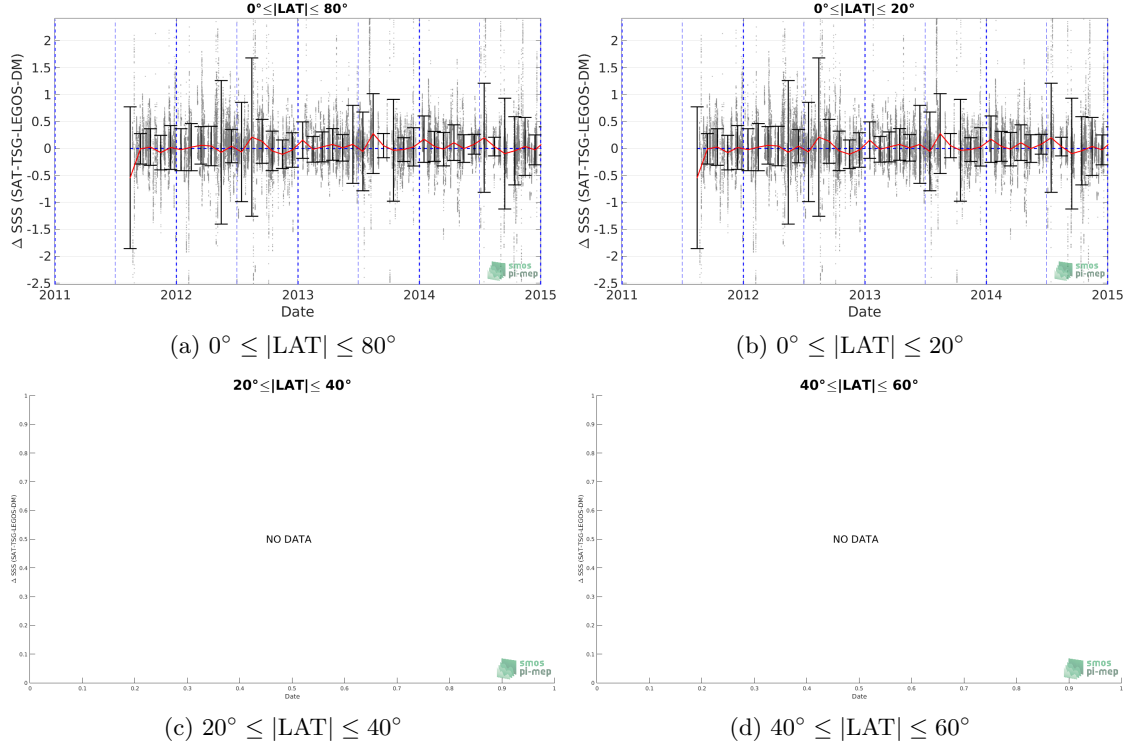 0°≤|LAT|≤ 80°
Δ SSS (SAT-TSG-LEGOS-DM)
2
1.5
1
0.5
0
-0.5
-1
-1.5
-2
-2.5
2011
2012
2013
2014
2015
Date
smos
pi-mep
(a) 0° ≤ |LAT| ≤ 80°
0°≤|LAT|≤ 20°
Δ SSS (SAT-TSG-LEGOS-DM)
2
1.5
1
0.5
0
-0.5
-1
-1.5
-2
-2.5
2011
2012
2013
2014
2015
Date
smos
pi-mep
(b) 0° ≤ |LAT| ≤ 20°
20°≤|LAT|≤ 40°
Δ SSS (SAT-TSG-LEGOS-DM)
1
0.9
0.8
0.7
0.6
0.5
0.4
0.3
0.2
0.1
0
NO DATA
0
0.1
0.2
0.3
0.4
0.5
0.6
0.7
0.8
0.9
1
Date
smos
pi-mep
(c) 20° ≤ |LAT| ≤ 40°
40°≤|LAT|≤ 60°
Δ SSS (SAT-TSG-LEGOS-DM)
1
0.9
0.8
0.7
0.6
0.5
0.4
0.3
0.2
0.1
0
NO DATA
0
0.1
0.2
0.3
0.4
0.5
0.6
0.7
0.8
0.9
1
Date
smos
pi-mep
(d) 40° ≤ |LAT| ≤ 60°